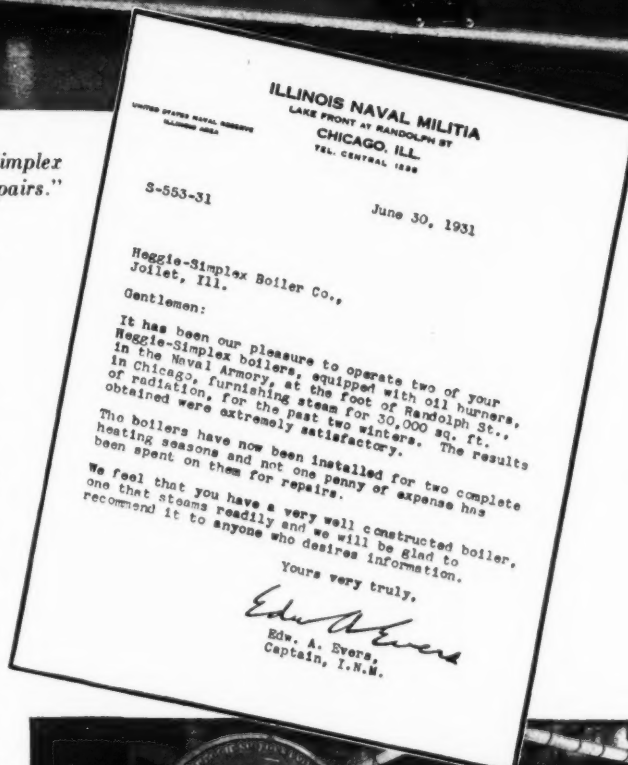 implex
pairs."
ILLINOIS NAVAL MILITIA
LAKE FRONT AT RANDOLPH ST
CHICAGO, ILL.
TEL. CENTRAL 1236
UNITED STATES NAVAL RESERVE
ILLINOIS AREA
S-553-31
June 30, 1931
Heggie-Simplex Boiler Co.,
Joilet, Ill.
Gentlemen:
It has been our pleasure to operate two of your
Heggie-Simplex boilers, equipped with oil burners,
in the Naval Armory, at the foot of Randolph St.,
in Chicago, furnishing steam for 30,000 sq. ft.
of radiation, for the past two winters. The results
obtained were extremely satisfactory.
The boilers have now been installed for two complete
heating seasons and not one penny of expense has
been spent on them for repairs.
We feel that you have a very well constructed boiler,
one that steams readily and we will be glad to
recommend it to anyone who desires information.
Yours very truly,
Edw A Evers
Edw. A. Evers,
Captain, I.N.M.